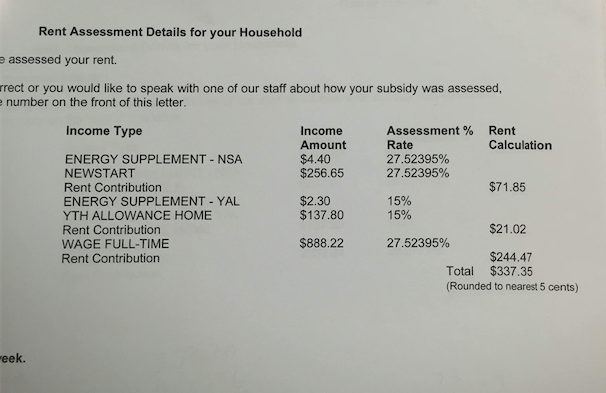 Rent Assessment Details for your Household
assessed your rent.
or you would like to speak with one of our staff about how your subsidy was assessed,
number on the front of this letter.
Income Type Income Amount Assessment % Rate Rent Calculation
ENERGY SUPPLEMENT - NSA $4.40 27.52395%
NEWSTART $256.65 27.52395%
Rent Contribution $71.85
ENERGY SUPPLEMENT - YAL $2.30 15%
YTH ALLOWANCE HOME $137.80 15%
Rent Contribution $21.02
WAGE FULL-TIME $888.22 27.52395%
Rent Contribution $244.47
Total $337.35
(Rounded to nearest 5 cents)
eek.